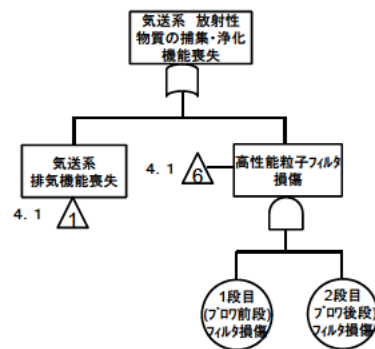 気送系 放射性
物質の捕集・浄化
機能喪失
気送系
排気機能喪失
4.1
1
4.1
6
高性能粒子フィルタ
損傷
1段目
(ブロワ前段)
フィルタ損傷
2段目
ブロワ後段)
フィルタ損傷